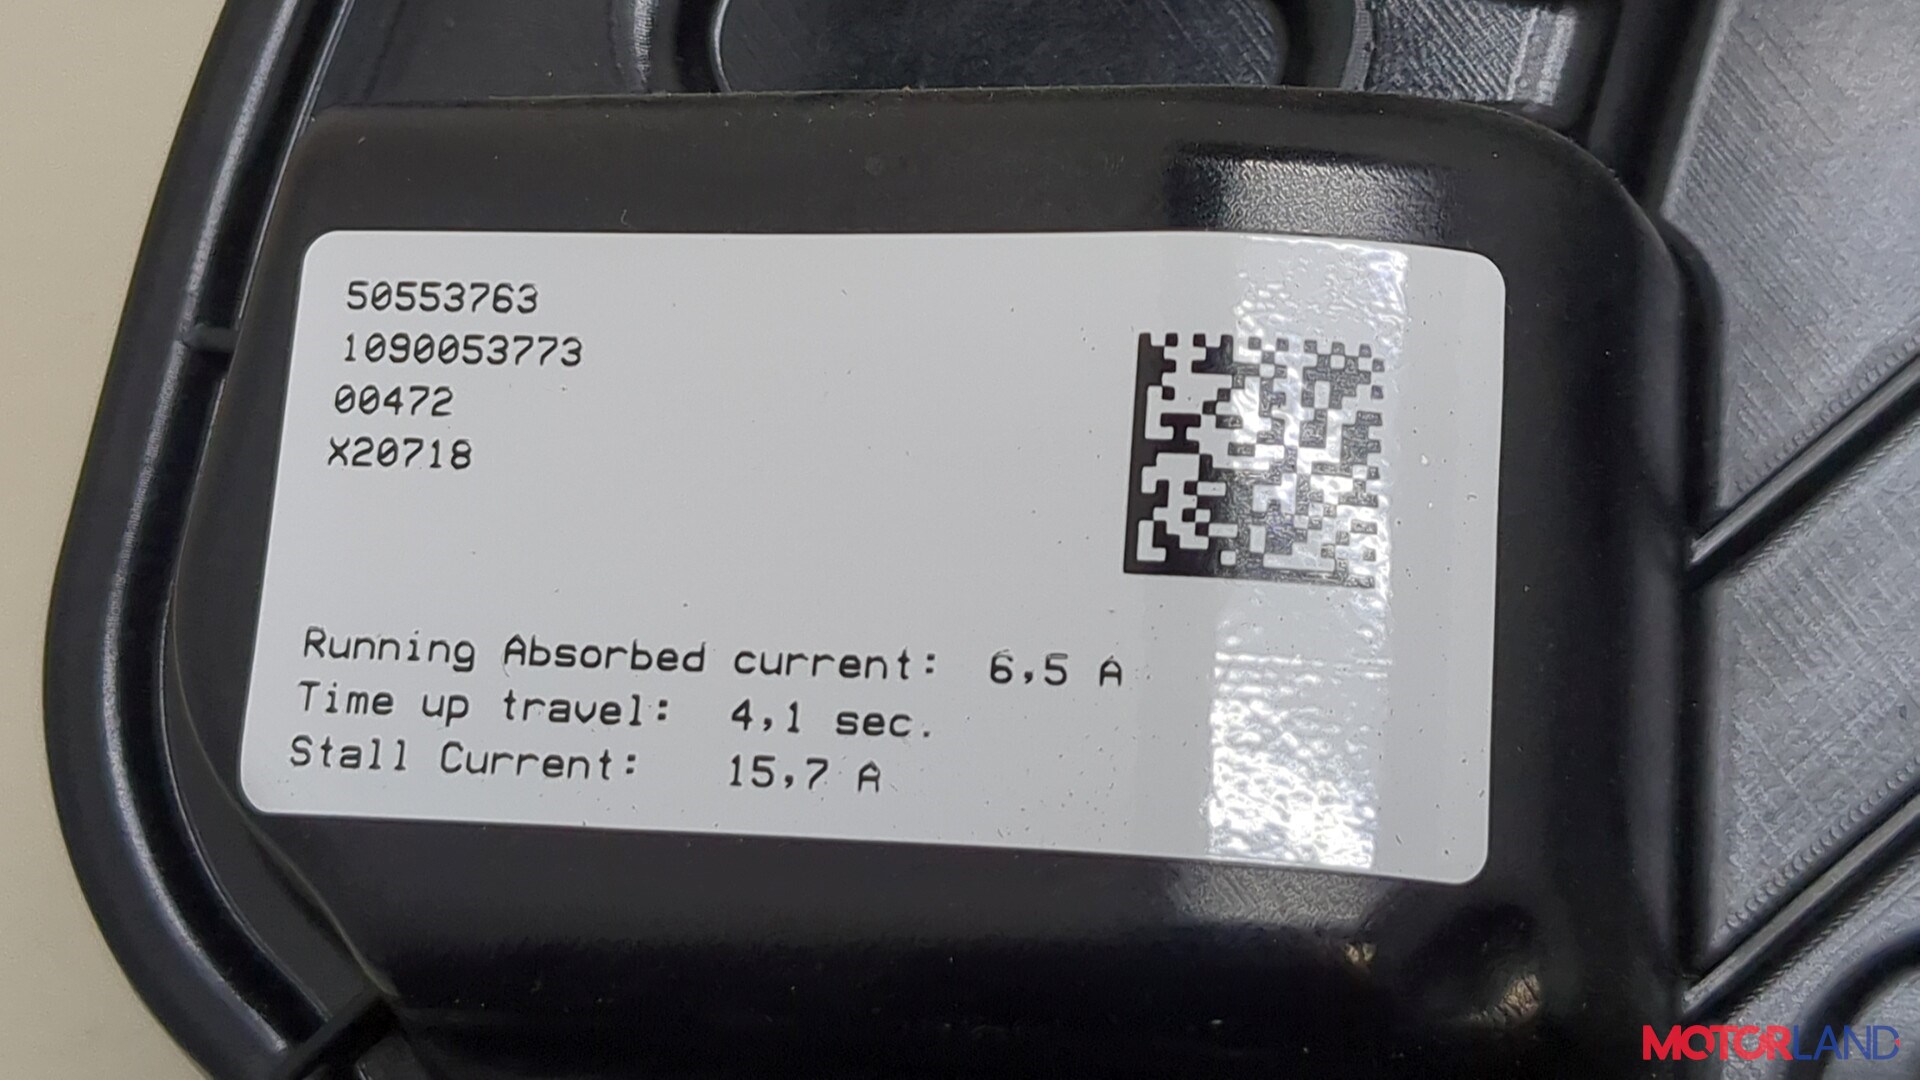 50553763
1090053773
00472
X20718
Running Absorbed current: 6,5 A
Time up travel: 4,1 sec.
Stall Current: 15,7 A
MOTORLAND